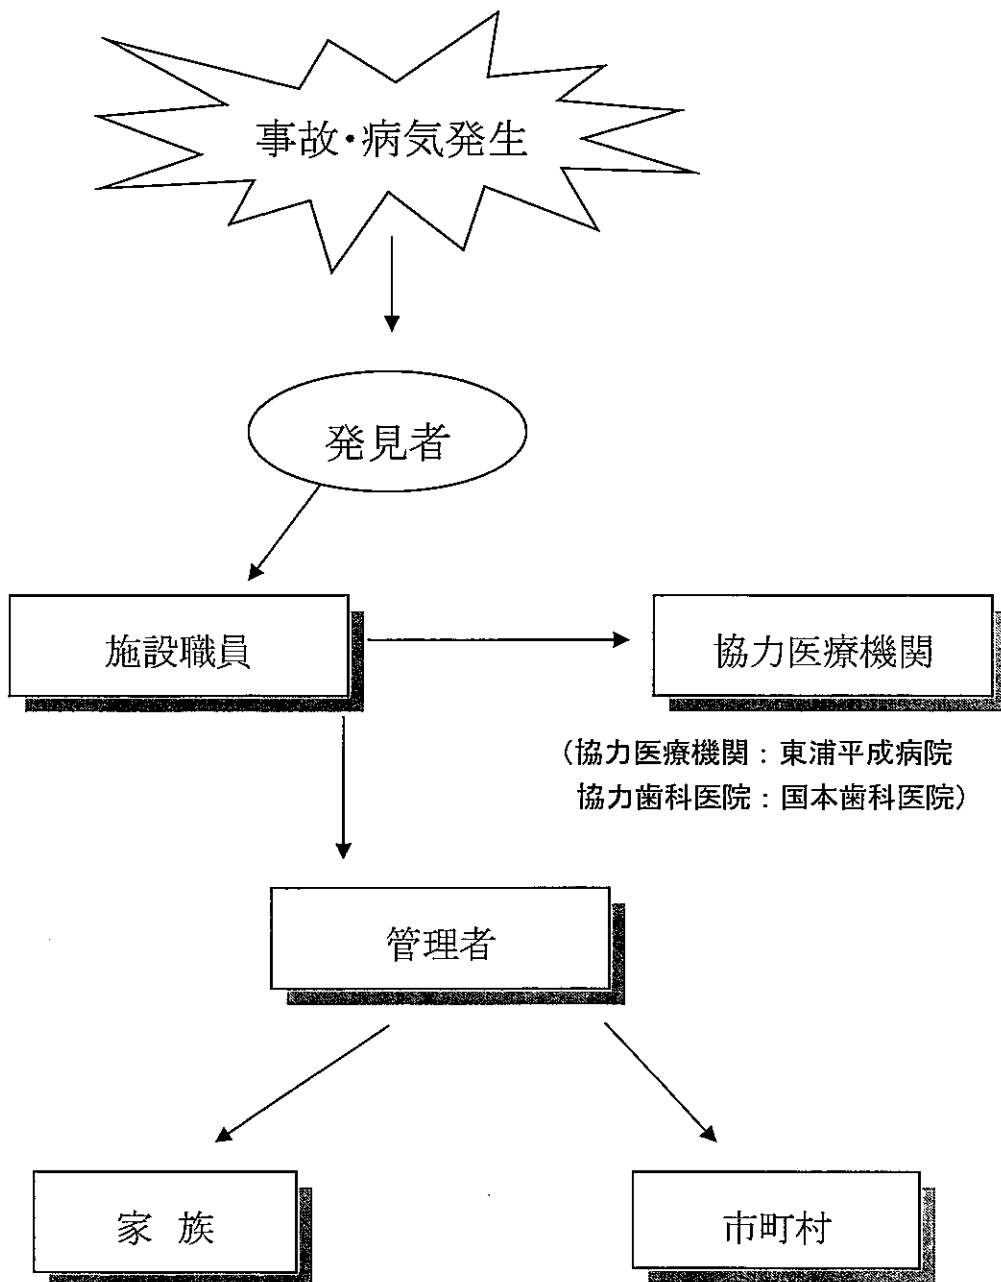 事故・病気発生
発見者
施設職員
協力医療機関
(協力医療機関：東浦平成病院
協力歯科医院：国本歯科医院)
管理者
家 族
市町村